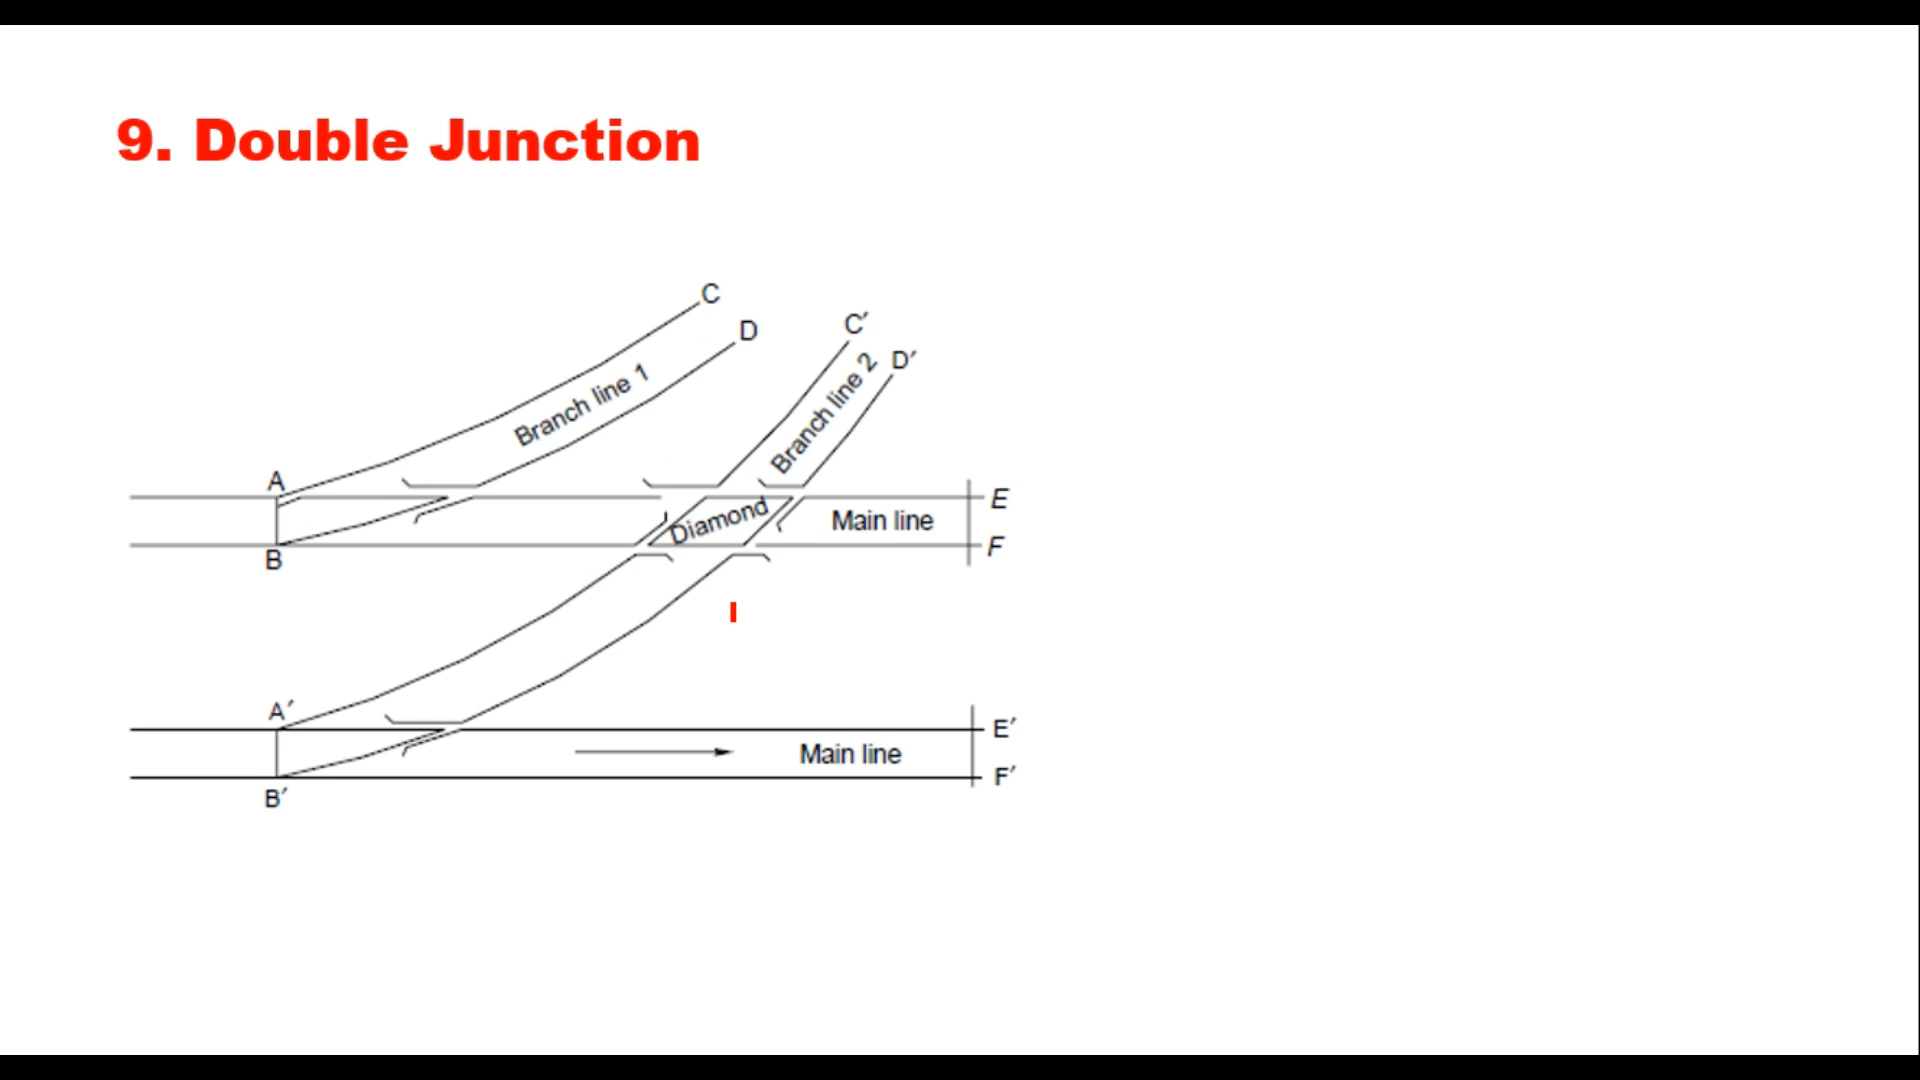 9. Double Junction
C
D
C′
D′
Branch line 1
Branch line 2
A
B
Diamond
Main line
E
F
A′
B′
Main line
E′
F′